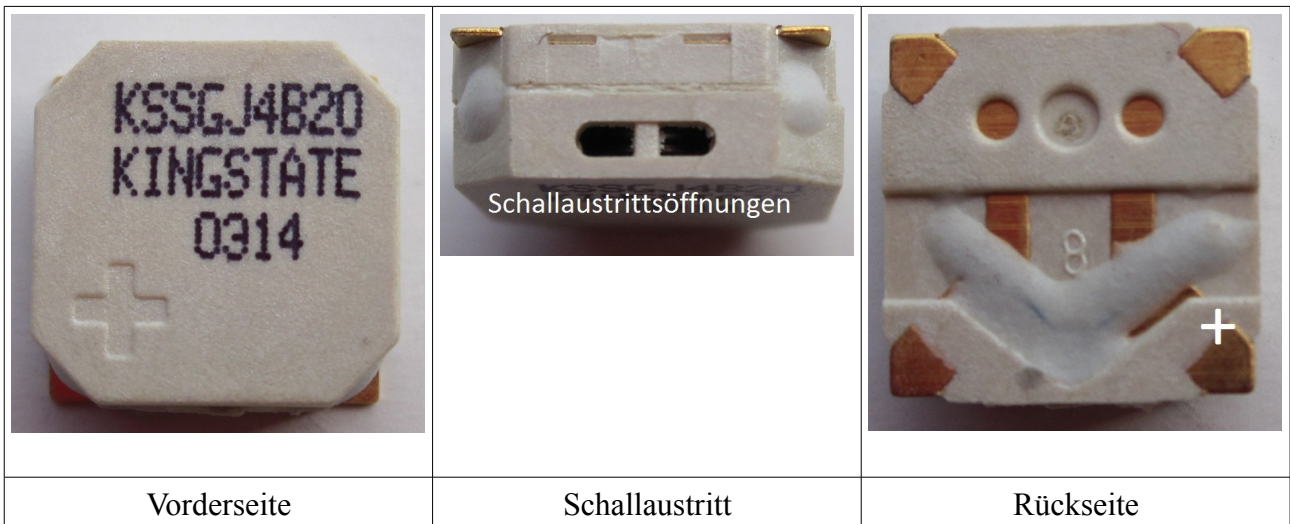 KSSGJ4B20
KINGSTATE
0314
Schallaustrittsöffnungen
8
+
Vorderseite
Schallaustritt
Rückseite